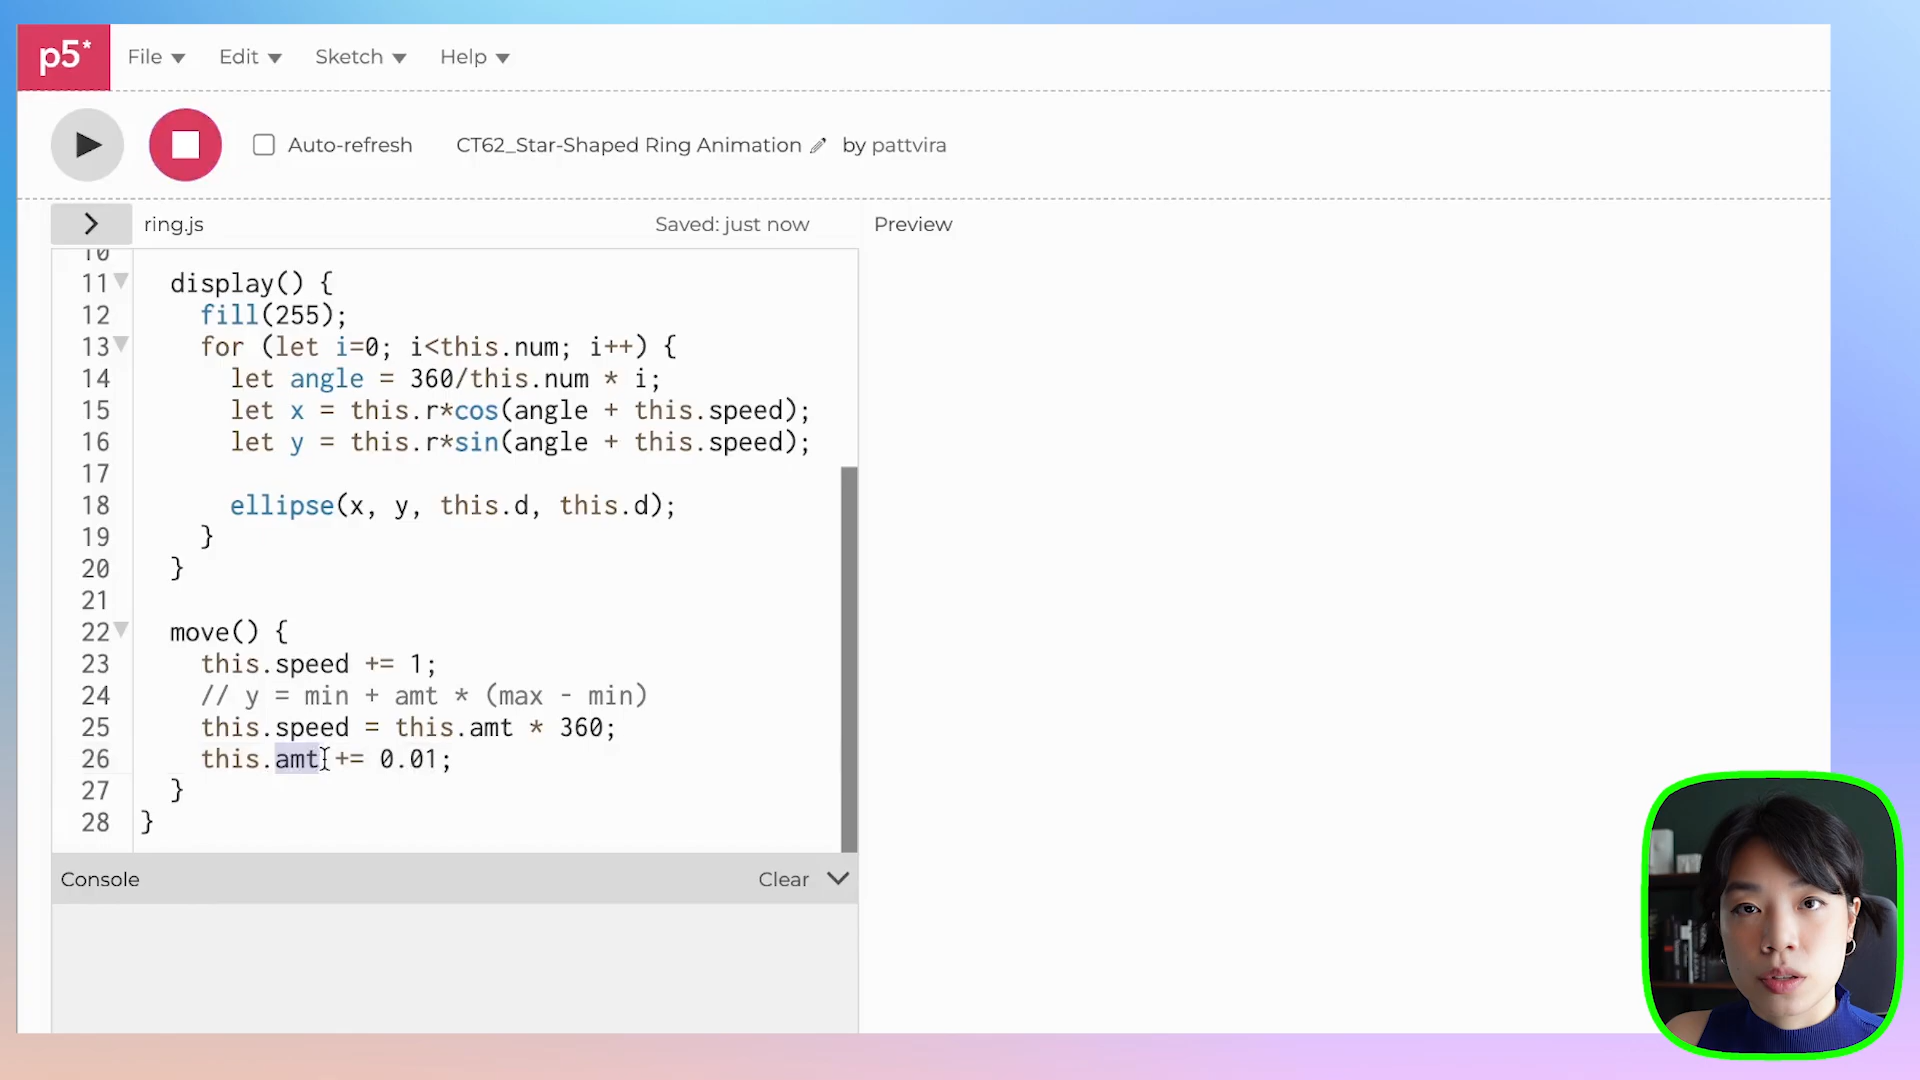 p5*
File Edit Sketch Help
Auto-refresh CT62_Star-Shaped Ring Animation by pattvira
ring.js Saved: just now Preview
10
11 display() {
12 fill(255);
13 for (let i=0; i<this.num; i++) {
14 let angle = 360/this.num * i;
15 let x = this.r*cos(angle + this.speed);
16 let y = this.r*sin(angle + this.speed);
17
18 ellipse(x, y, this.d, this.d);
19 }
20 }
21
22 move() {
23 this.speed += 1;
24 // y = min + amt * (max - min)
25 this.speed = this.amt * 360;
26 this.amt += 0.01;
27 }
28 }
Console Clear